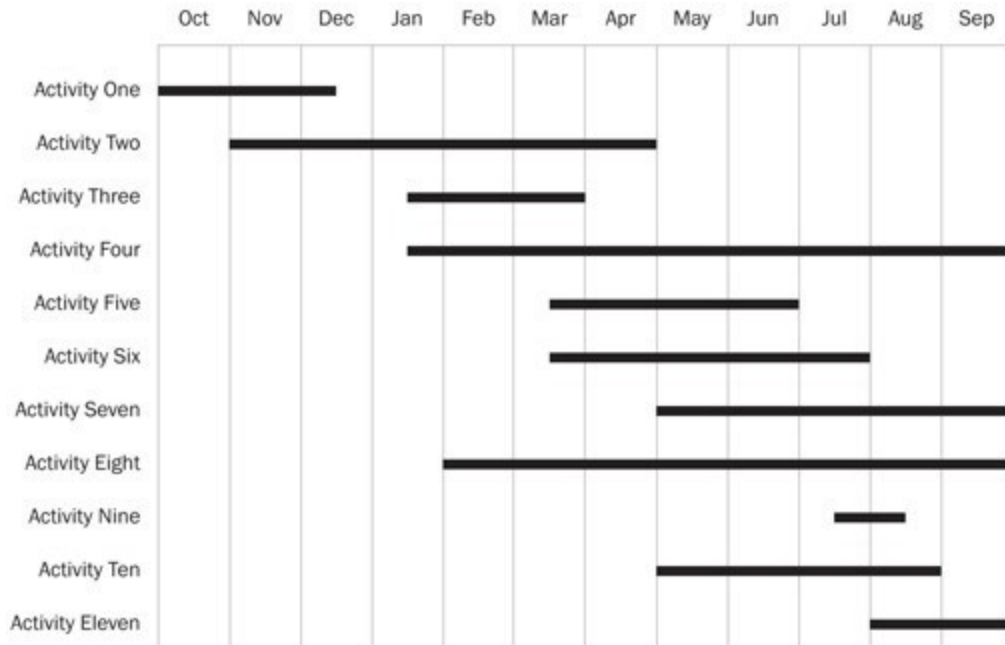 Oct Nov Dec Jan Feb Mar Apr May Jun Jul Aug Sep
Activity One
Activity Two
Activity Three
Activity Four
Activity Five
Activity Six
Activity Seven
Activity Eight
Activity Nine
Activity Ten
Activity Eleven